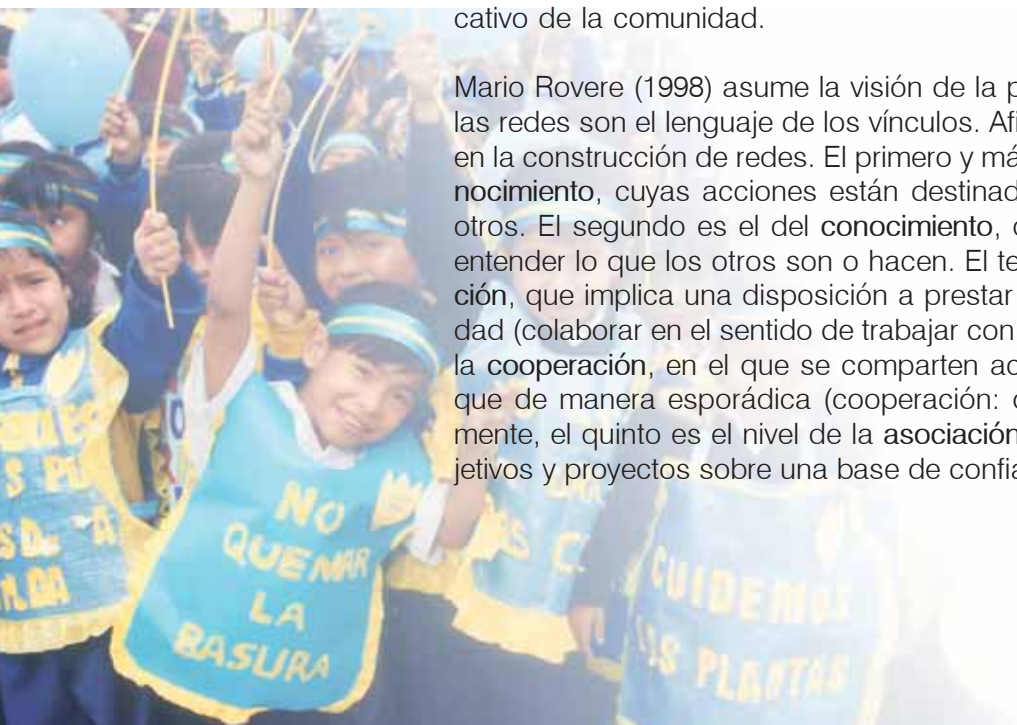 cativo de la comunidad.
Mario Rovere (1998) asume la visión de la p
las redes son el lenguaje de los vínculos. Afi
en la construcción de redes. El primero y má
nocimiento, cuyas acciones están destinad
otros. El segundo es el del conocimiento, c
entender lo que los otros son o hacen. El te
ción, que implica una disposición a prestar
dad (colaborar en el sentido de trabajar con
la cooperación, en el que se comparten ac
que de manera esporádica (cooperación: o
mente, el quinto es el nivel de la asociación
jetivos y proyectos sobre una base de confia
NO
QUEMAR
LA
BASURA
CUIDEMOS
LAS PLANTAS